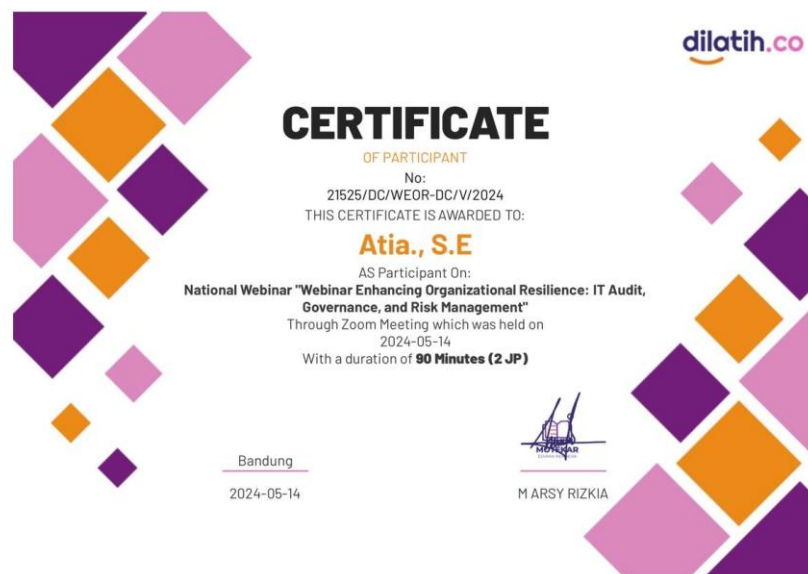 dilatih.co
CERTIFICATE
OF PARTICIPANT
No:
21525/DC/WEOR-DC/V/2024
THIS CERTIFICATE IS AWARDED TO:
Atia., S.E
AS Participant On:
National Webinar "Webinar Enhancing Organizational Resilience: IT Audit,
Governance, and Risk Management"
Through Zoom Meeting which was held on
2024-05-14
With a duration of 90 Minutes (2 JP)
MOTEKAR
Bandung
2024-05-14
M ARSY RIZKIA